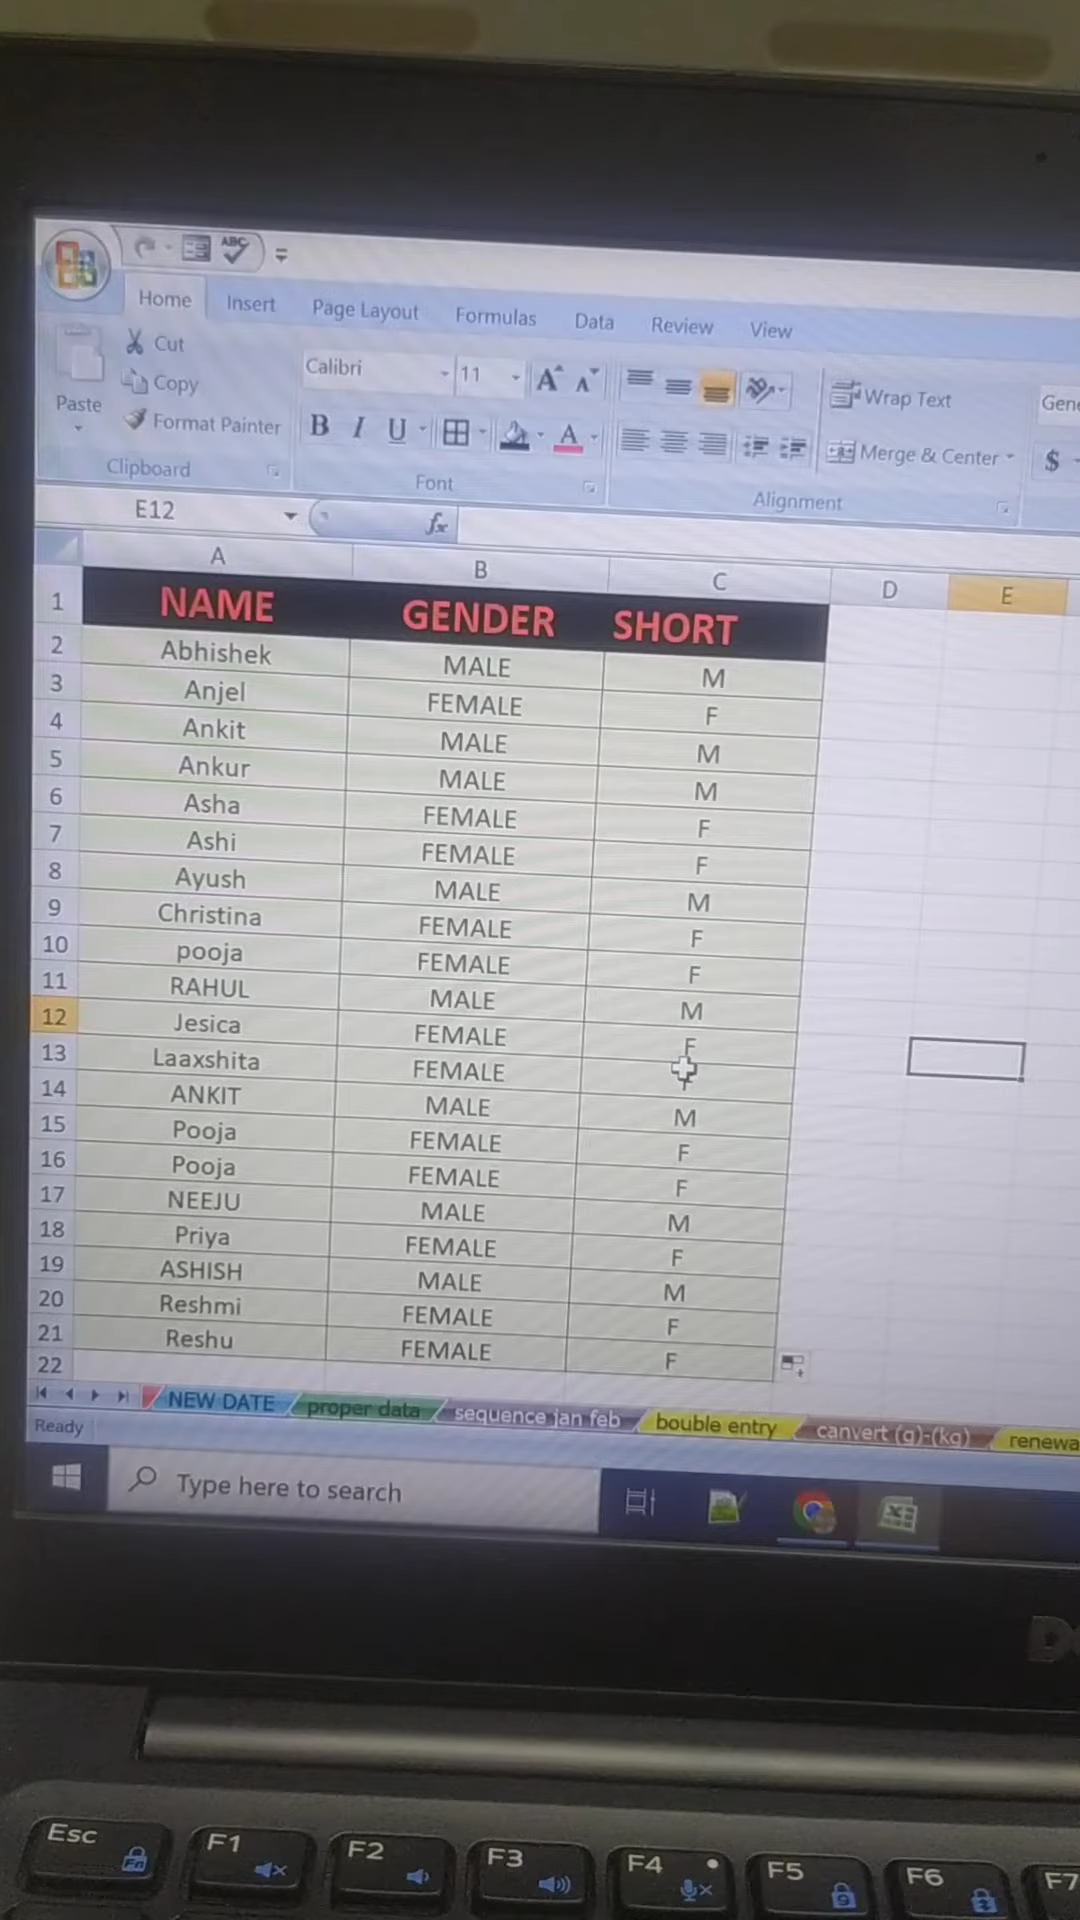 ABC
Home Insert Page Layout Formulas Data Review View
Cut
Copy
Paste
Format Painter
Calibri 11 A A
B I U A
Wrap Text
Merge & Center
$
Clipboard Font Alignment
E12 fx
A B C D E
1 NAME GENDER SHORT
2 Abhishek MALE M
3 Anjel FEMALE F
4 Ankit MALE M
5 Ankur MALE M
6 Asha FEMALE F
7 Ashi FEMALE F
8 Ayush MALE M
9 Christina FEMALE F
10 pooja FEMALE F
11 RAHUL MALE M
12 Jesica FEMALE F
13 Laaxshita FEMALE
14 ANKIT MALE M
15 Pooja FEMALE F
16 Pooja FEMALE F
17 NEEJU MALE M
18 Priya FEMALE F
19 ASHISH MALE M
20 Reshmi FEMALE F
21 Reshu FEMALE F
22
NEW DATE proper data sequence jan feb bouble entry canvert (g)-(kg) renewa
Ready
Type here to search
Esc F1 F2 F3 F4 F5 F6 F7
Fn